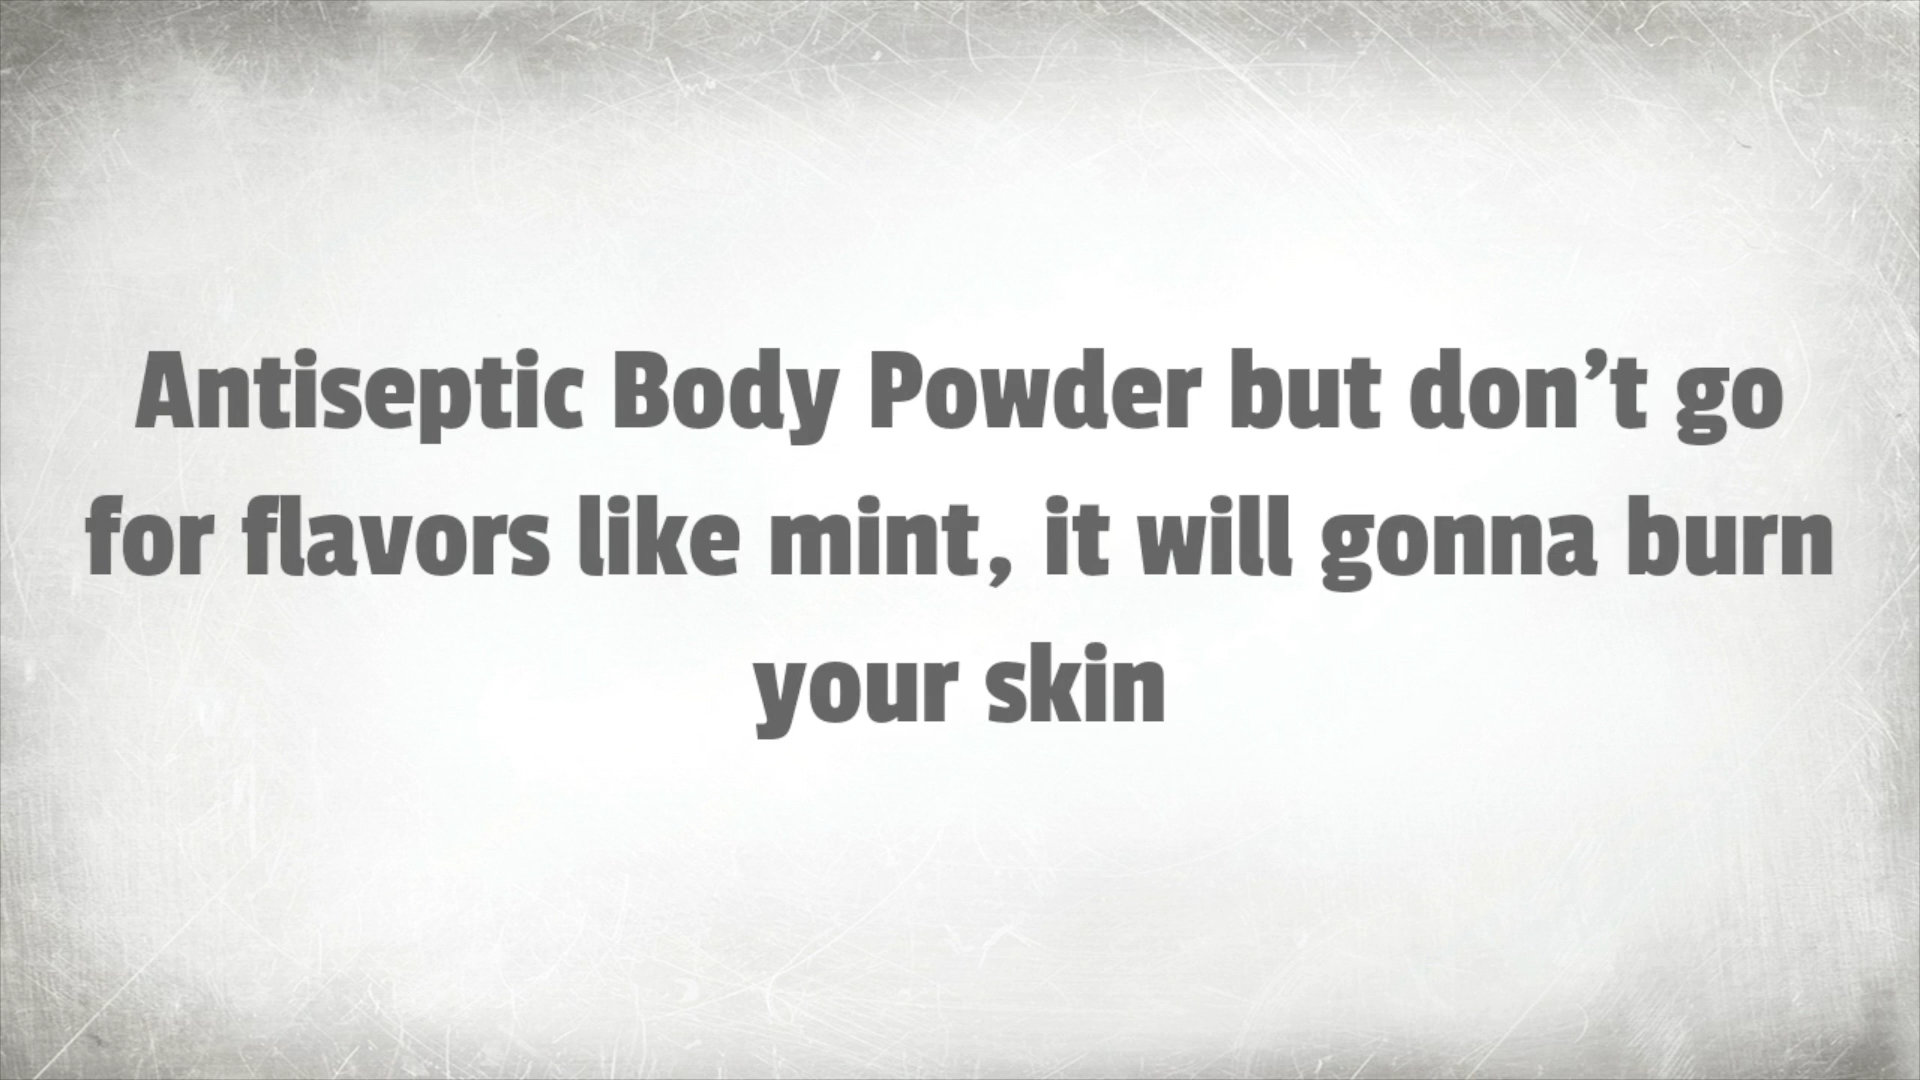 Antiseptic Body Powder but don’t go
for flavors like mint, it will gonna burn
your skin